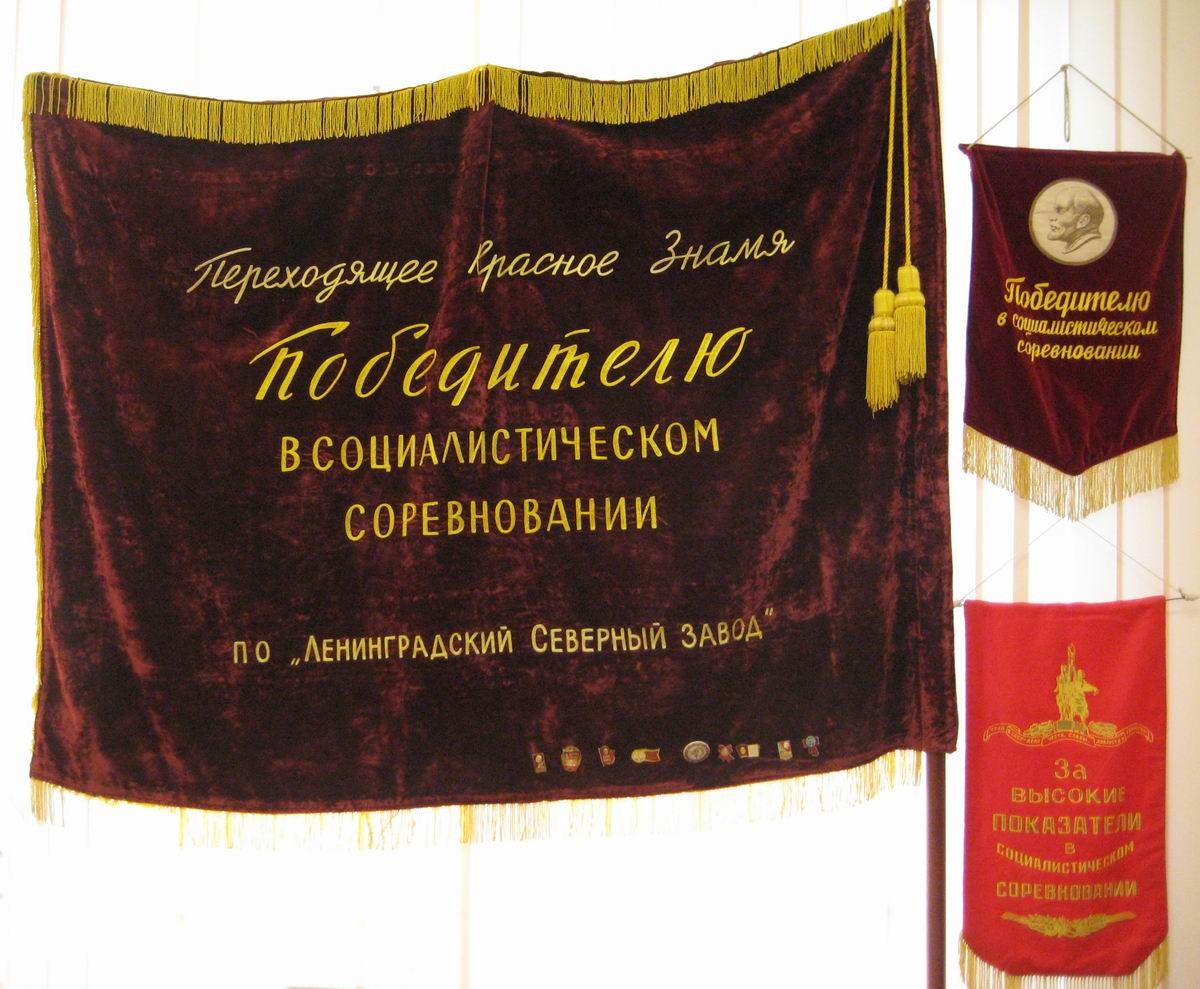 Переходящее Красное Знамя
Победителю
В СОЦИАЛИСТИЧЕСКОМ
СОРЕВНОВАНИИ
ПО „ЛЕНИНГРАДСКИЙ СЕВЕРНЫЙ ЗАВОД"
Победителю
в социалистическом
соревновании
За
ВЫСОКИЕ
ПОКАЗАТЕЛИ
В
СОЦИАЛИСТИЧЕСКОМ
СОРЕВНОВАНИИ